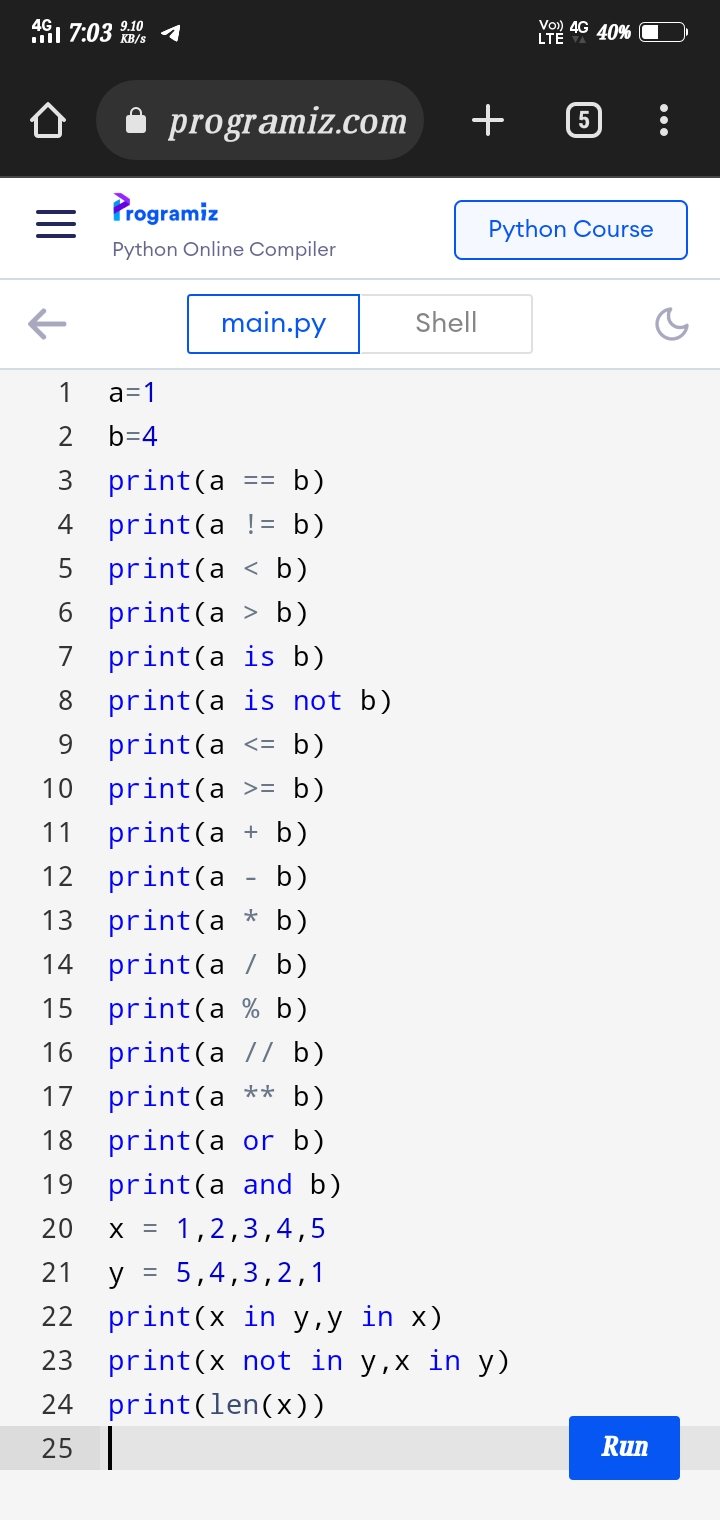 4G 7:03 9.10 KB/s Vo)) LTE 4G 40%
programiz.com 5
Programiz
Python Online Compiler
Python Course
main.py Shell
1 a=1
2 b=4
3 print(a == b)
4 print(a != b)
5 print(a < b)
6 print(a > b)
7 print(a is b)
8 print(a is not b)
9 print(a <= b)
10 print(a >= b)
11 print(a + b)
12 print(a - b)
13 print(a * b)
14 print(a / b)
15 print(a % b)
16 print(a // b)
17 print(a ** b)
18 print(a or b)
19 print(a and b)
20 x = 1,2,3,4,5
21 y = 5,4,3,2,1
22 print(x in y,y in x)
23 print(x not in y,x in y)
24 print(len(x))
25
Run